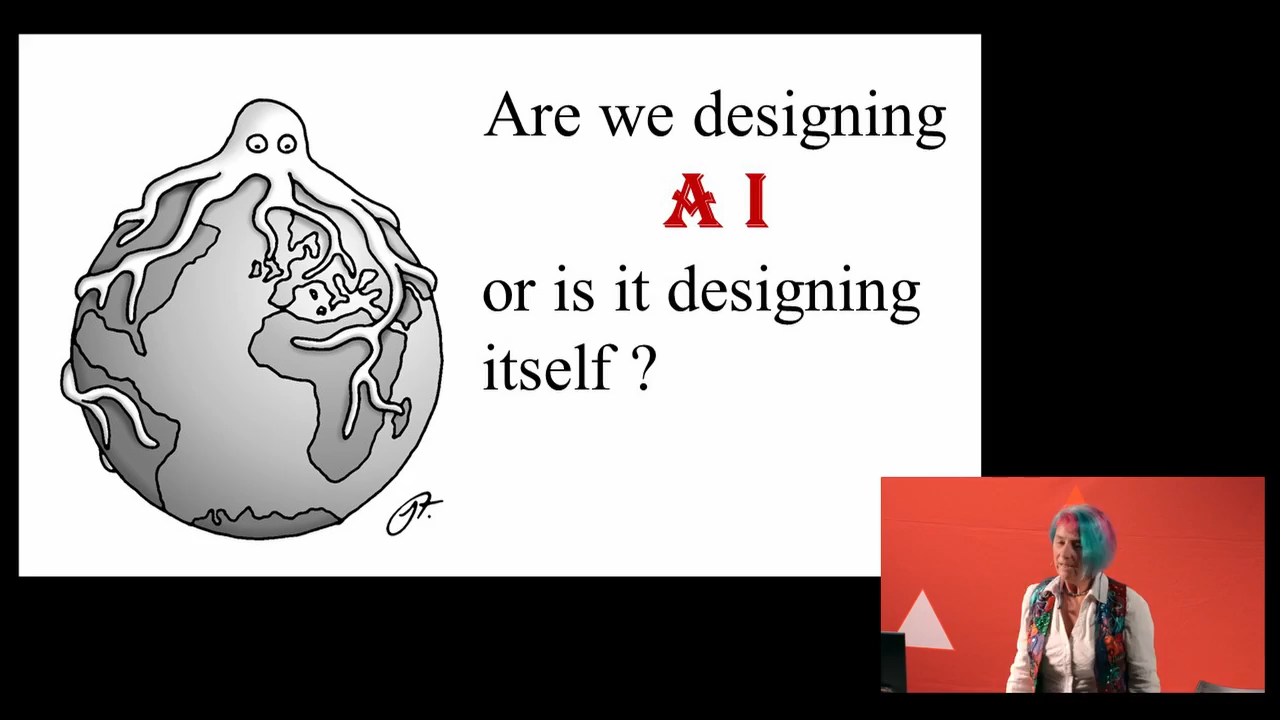 Are we designing
A I
or is it designing
itself ?